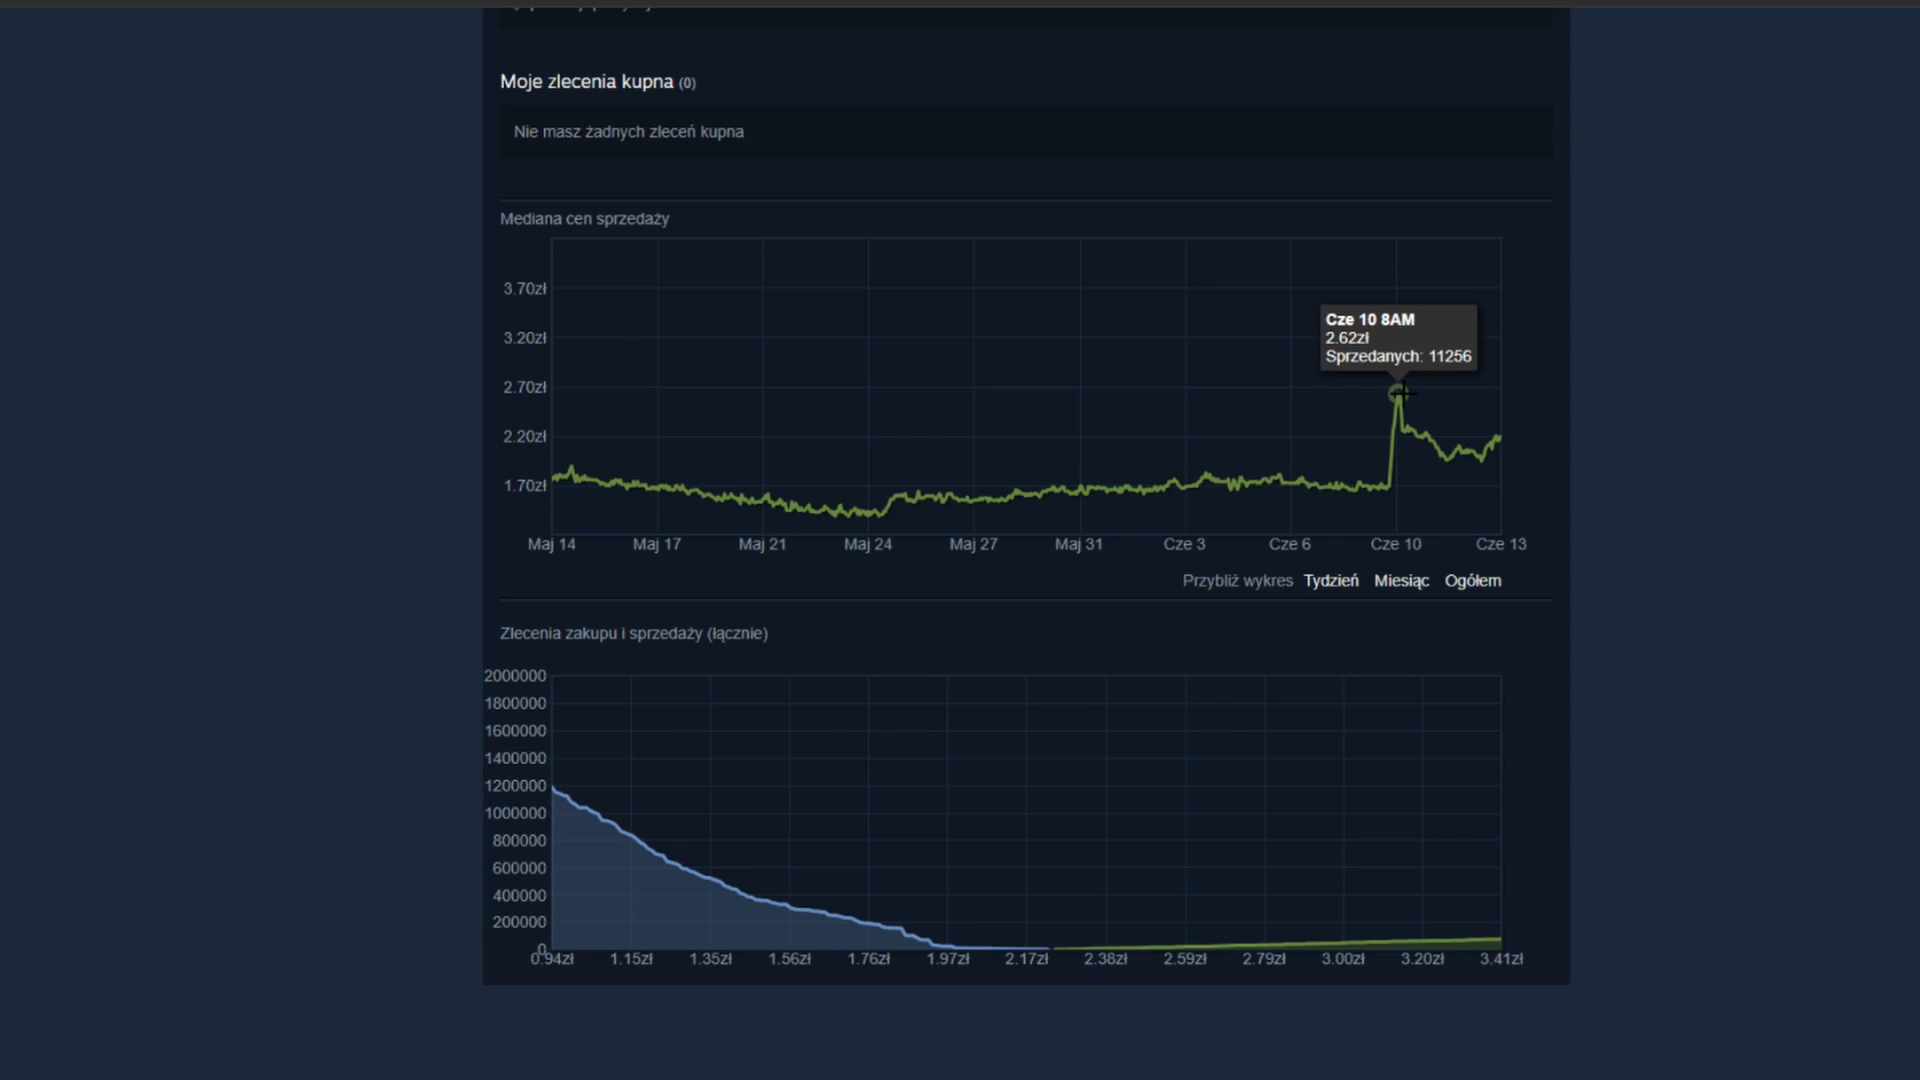 Moje zlecenia kupna (0)
Nie masz żadnych zleceń kupna
Mediana cen sprzedaży
3.70zł
3.20zł
2.70zł
2.20zł
1.70zł
Cze 10 8AM
2.62zł
Sprzedanych: 11256
Maj 14 Maj 17 Maj 21 Maj 24 Maj 27 Maj 31 Cze 3 Cze 6 Cze 10 Cze 13
Przybliż wykres Tydzień Miesiąc Ogółem
Zlecenia zakupu i sprzedaży (łącznie)
2000000
1800000
1600000
1400000
1200000
1000000
800000
600000
400000
200000
0
0.94zł 1.15zł 1.35zł 1.56zł 1.76zł 1.97zł 2.17zł 2.38zł 2.59zł 2.79zł 3.00zł 3.20zł 3.41zł